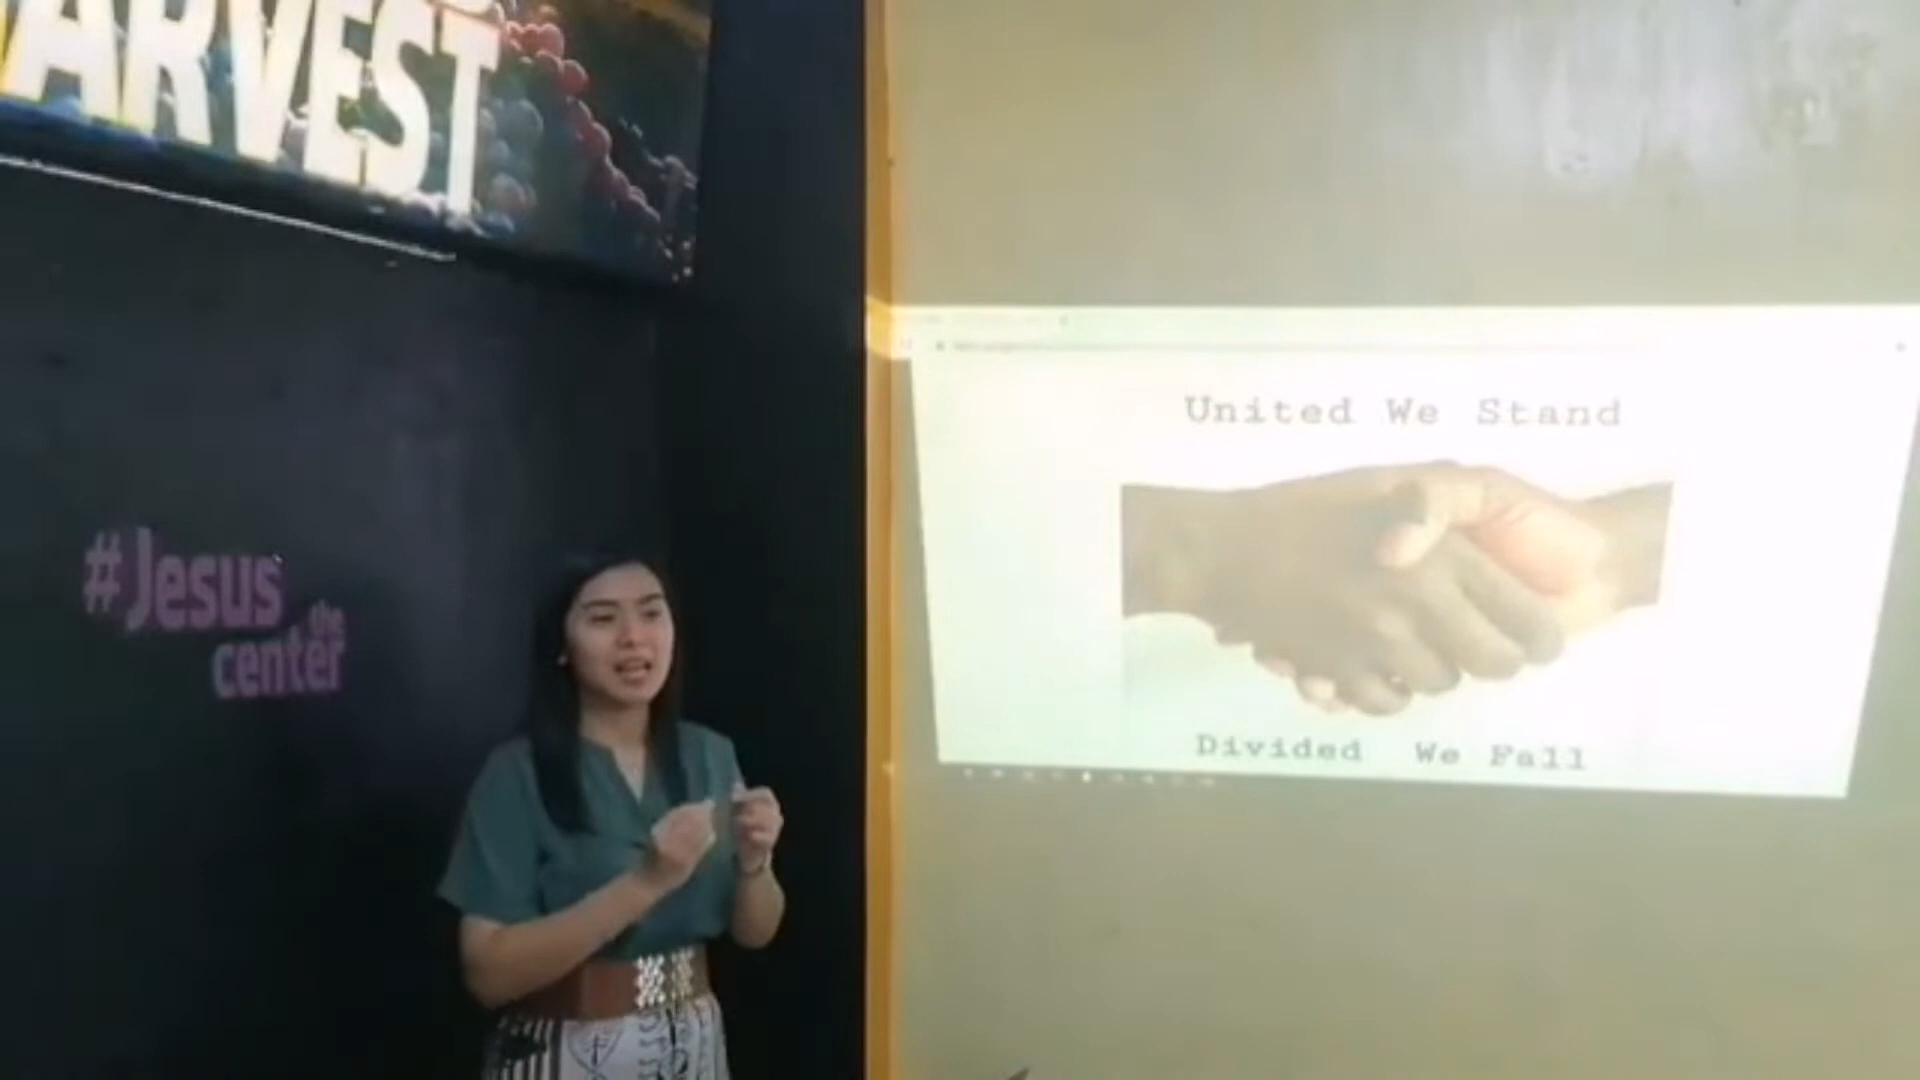 ARVEST
#Jesus
the
center
United We Stand
Divided We Fall